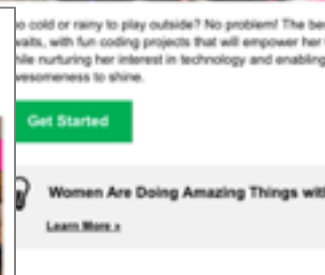 o cold or rainy to play outside? No problem! The bes
waits, with fun coding projects that will empower her
hile nurturing her interest in technology and enabling
wesomeness to shine.
Get Started
Women Are Doing Amazing Things wit
Learn More »